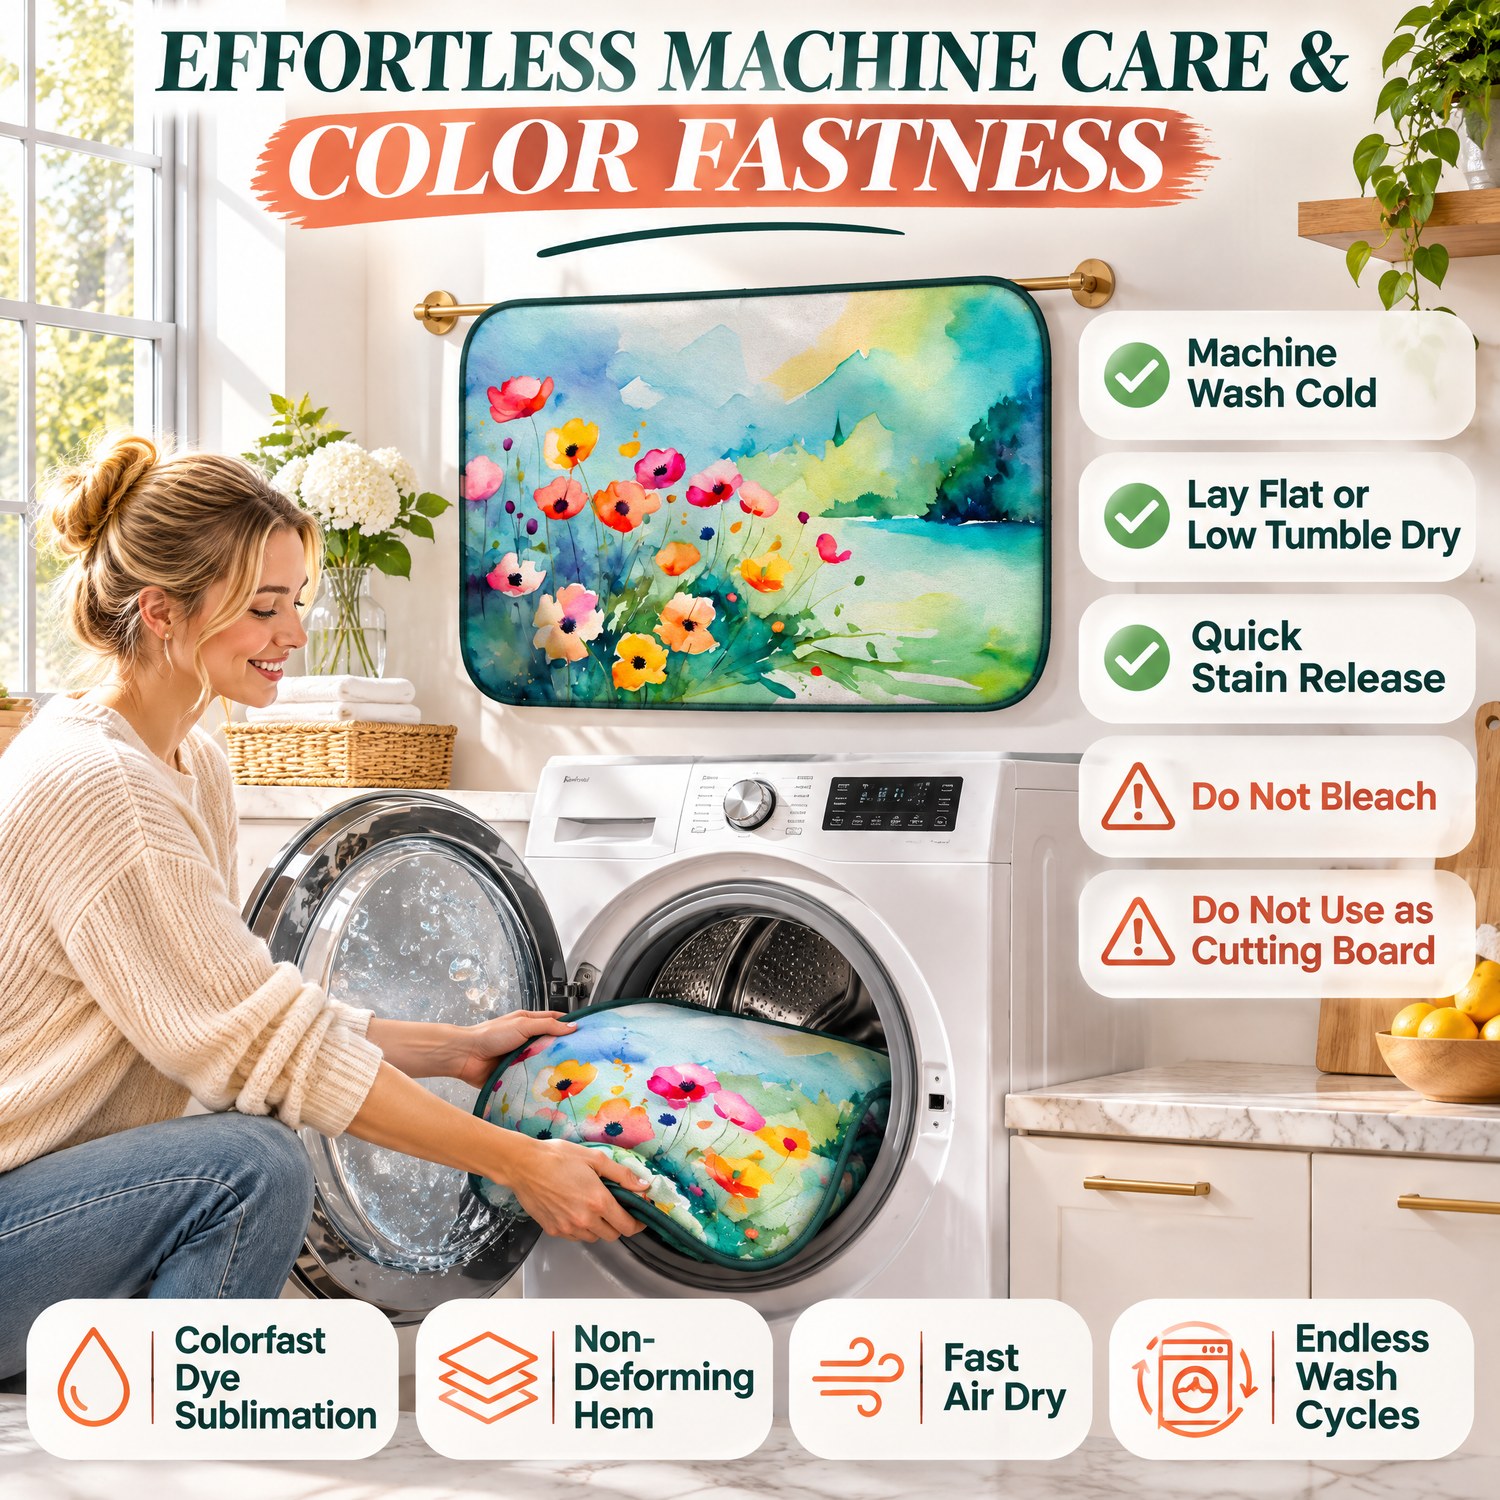 EFFORTLESS MACHINE CARE &
COLOR FASTNESS
Machine
Wash Cold
Lay Flat or
Low Tumble Dry
Quick
Stain Release
Do Not Bleach
Do Not Use as
Cutting Board
Colorfast
Dye
Sublimation
Non-
Deforming
Hem
Fast
Air Dry
Endless
Wash
Cycles